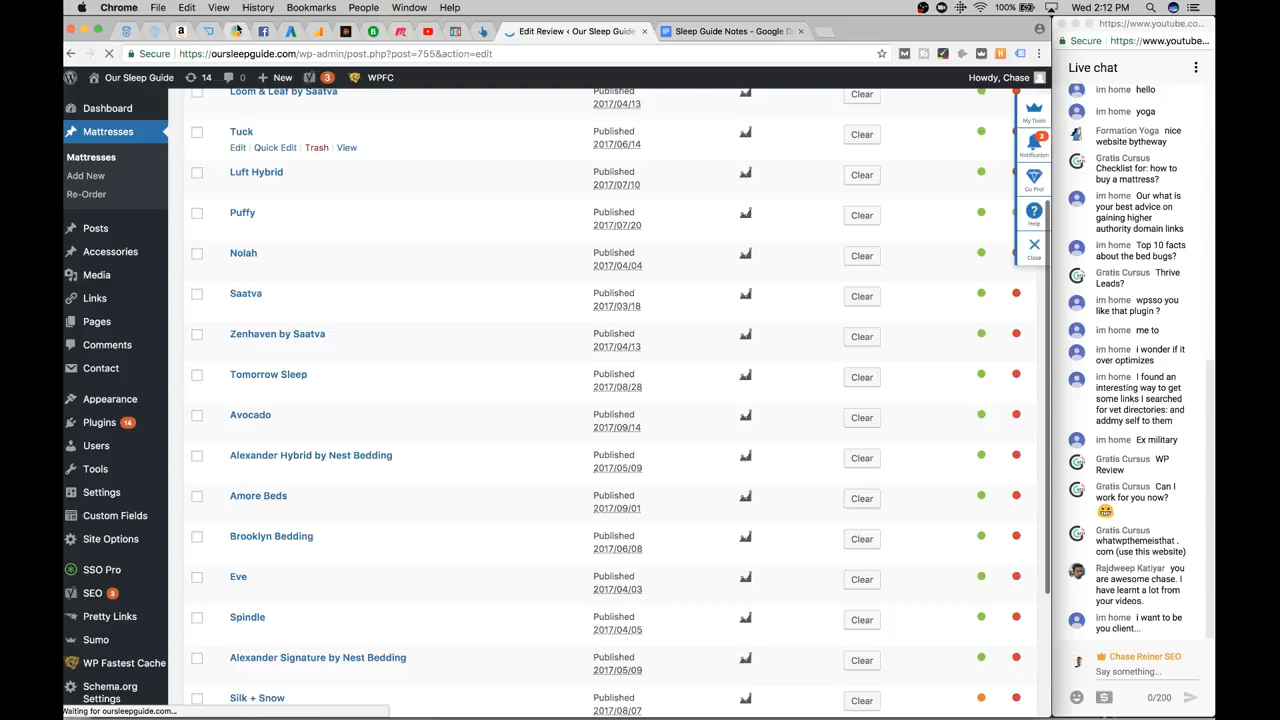 Chrome File Edit View History Bookmarks People Window Help
100% Wed 2:12 PM
Edit Review ‹ Our Sleep Guide
Sleep Guide Notes - Google D
https://www.youtube.co...
Secure https://oursleepguide.com/wp-admin/post.php?post=755&action=edit
Secure https://www.youtube...
Our Sleep Guide 14 0 New 3 WPFC
Howdy, Chase
Live chat
Dashboard
Mattresses
Mattresses
Add New
Re-Order
Posts
Accessories
Media
Links
Pages
Comments
Contact
Appearance
Plugins 14
Users
Tools
Settings
Custom Fields
Site Options
SSO Pro
SEO 3
Pretty Links
Sumo
WP Fastest Cache
Schema.org
Settings
Waiting for oursleepguide.com...
Loom & Leaf by Saatva Published Clear
2017/04/13
Tuck Published Clear
Edit Quick Edit Trash View 2017/06/14
Luft Hybrid Published Clear
2017/07/10
Puffy Published Clear
2017/07/20
Nolah Published Clear
2017/04/04
Saatva Published Clear
2017/03/18
Zenhaven by Saatva Published Clear
2017/04/13
Tomorrow Sleep Published Clear
2017/08/28
Avocado Published Clear
2017/09/14
Alexander Hybrid by Nest Bedding Published Clear
2017/05/09
Amore Beds Published Clear
2017/09/01
Brooklyn Bedding Published Clear
2017/06/08
Eve Published Clear
2017/04/03
Spindle Published Clear
2017/04/05
Alexander Signature by Nest Bedding Published Clear
2017/05/09
Silk + Snow Published Clear
2017/08/07
My Tools
3
Notification
Go Pro!
Help
Close
im home hello
im home yoga
Formation Yoga nice
website bytheway
Gratis Cursus
Checklist for: how to
buy a mattress?
im home Our what is
your best advice on
gaining higher
authority domain links
im home Top 10 facts
about the bed bugs?
Gratis Cursus Thrive
Leads?
im home wpsso you
like that plugin ?
im home me to
im home i wonder if it
over optimizes
im home I found an
interesting way to get
some links I searched
for vet directories: and
addmy self to them
im home Ex military
Gratis Cursus WP
Review
Gratis Cursus Can I
work for you now?
Gratis Cursus
whatwpthemeisthat .
com (use this website)
Rajdweep Katiyar you
are awesome chase. I
have learnt a lot from
your videos.
im home i want to be
you client...
Chase Reiner SEO
Say something...
0/200